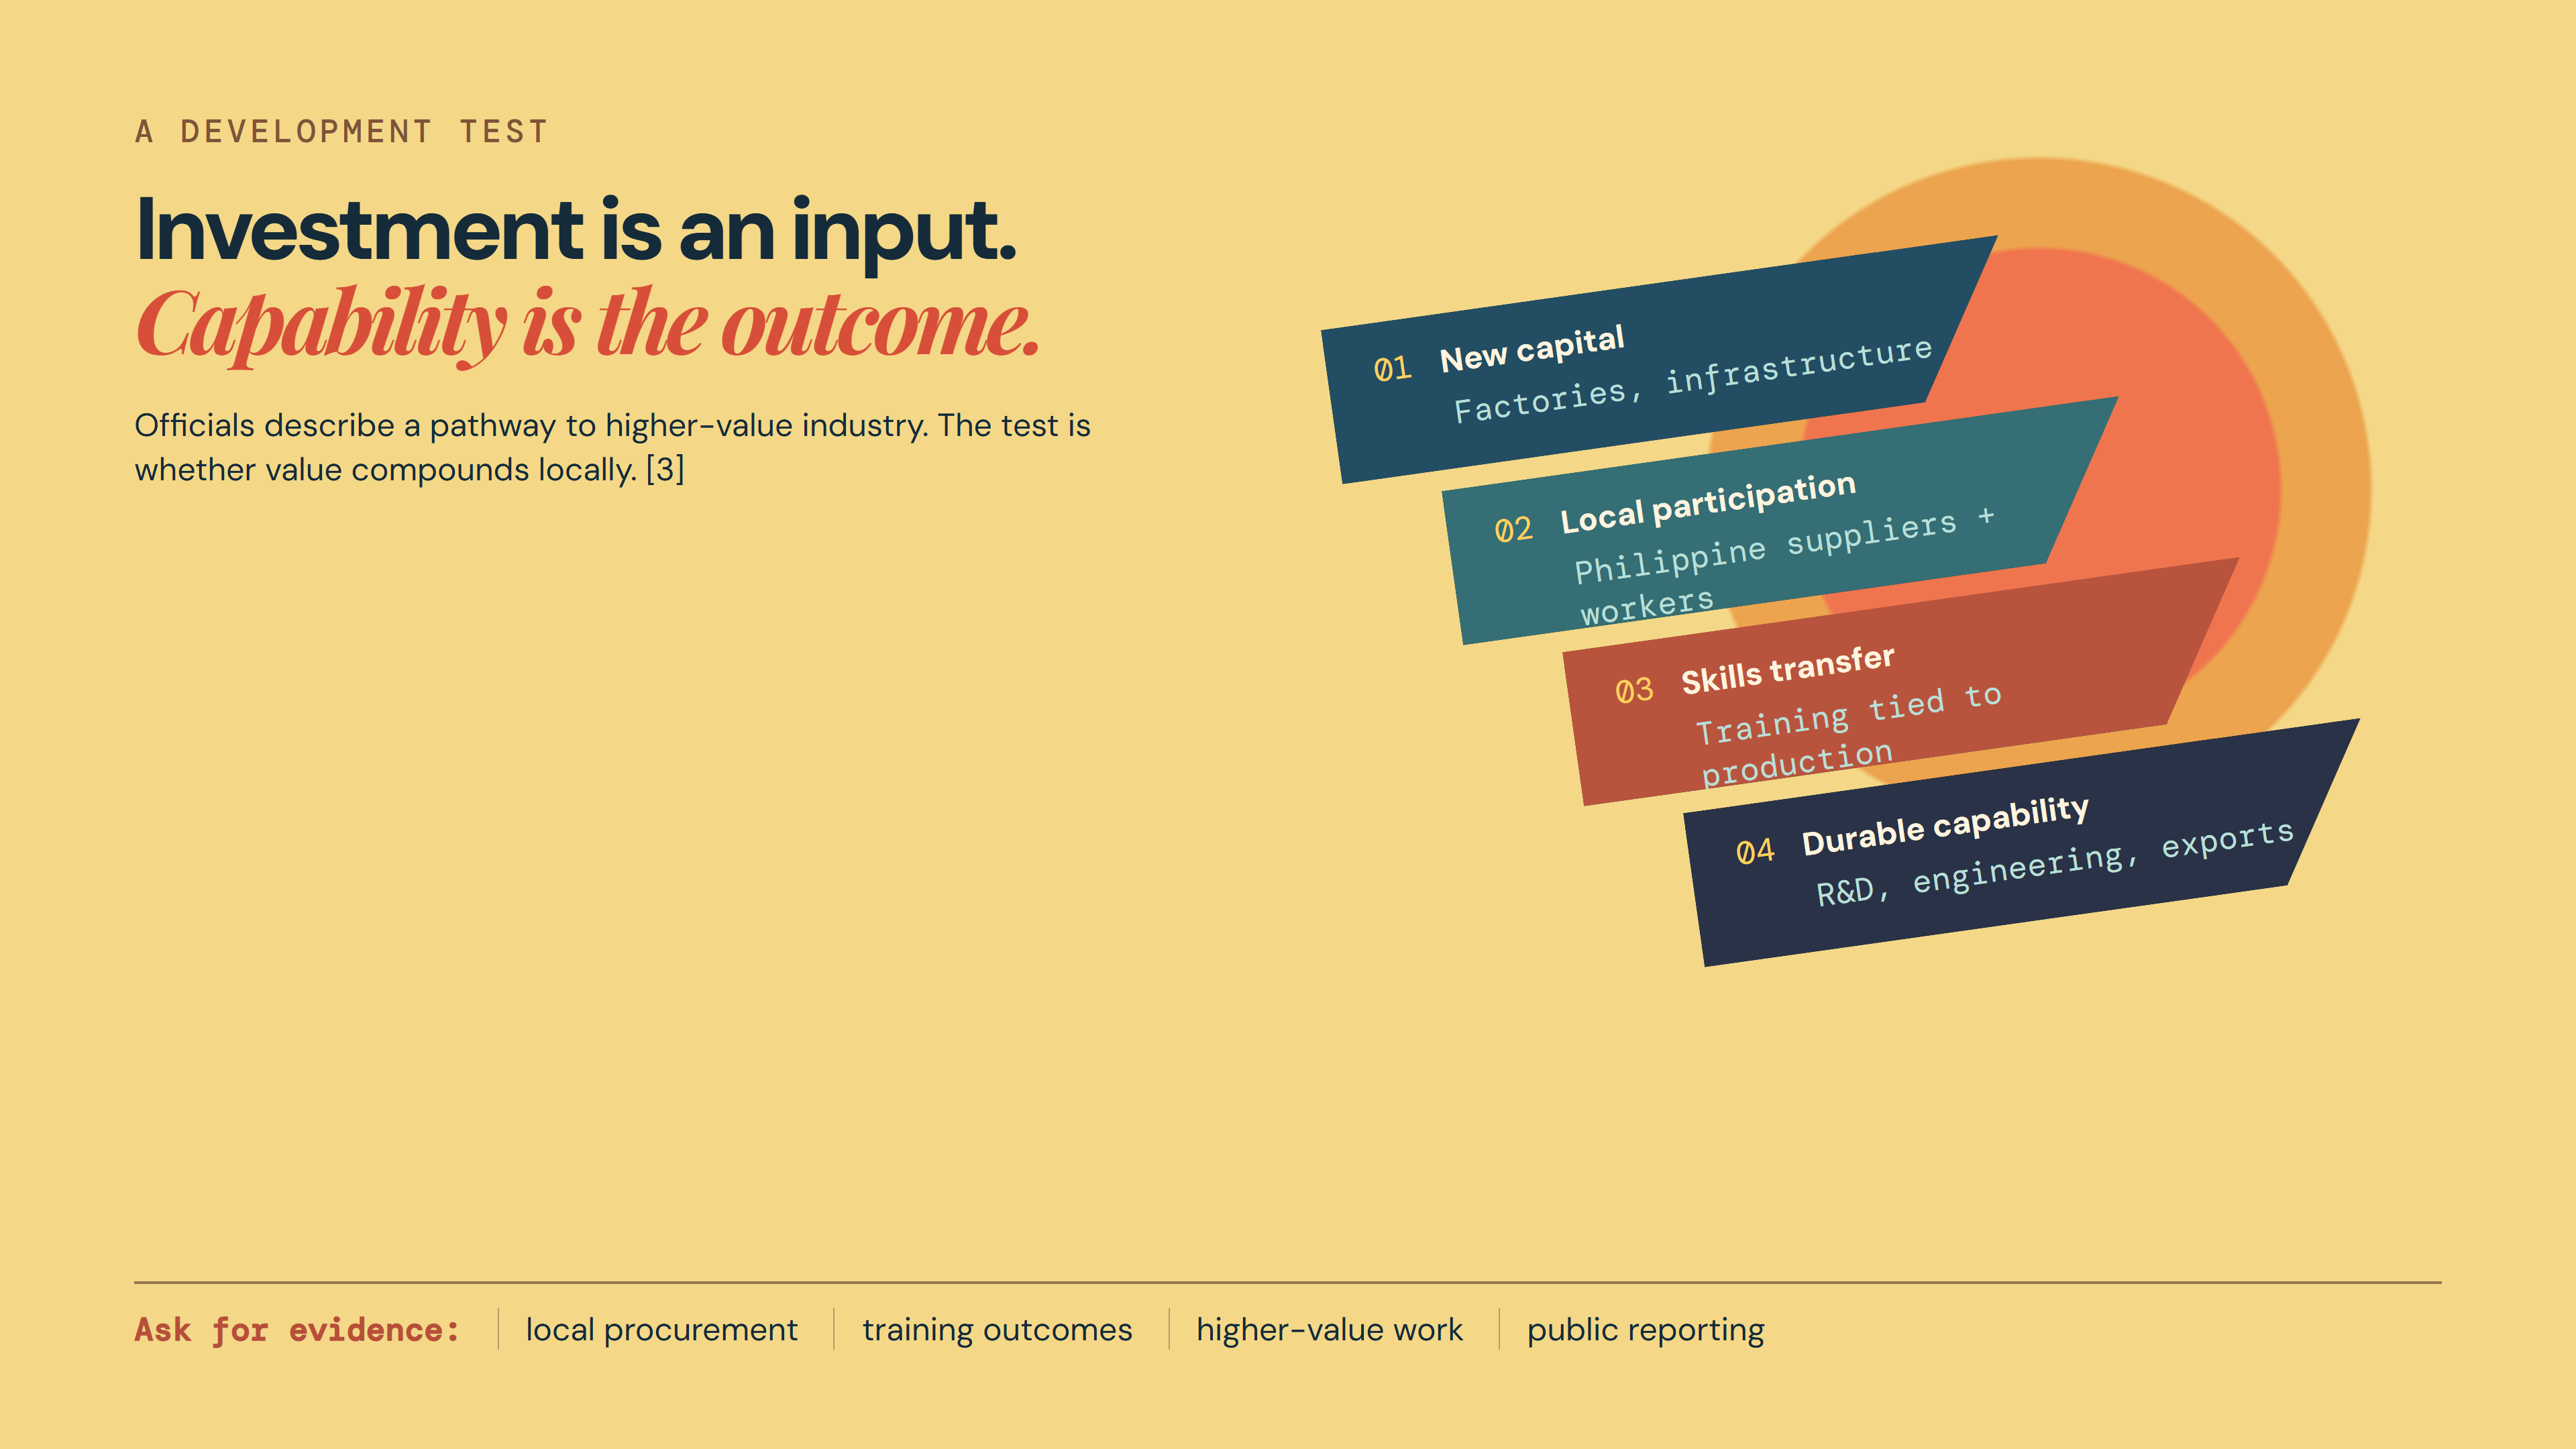 A DEVELOPMENT TEST
Investment is an input.
Capability is the outcome.
Officials describe a pathway to higher-value industry. The test is
whether value compounds locally. [3]
01 New capital
Factories, infrastructure
02 Local participation
Philippine suppliers +
workers
03 Skills transfer
Training tied to
production
04 Durable capability
R&D, engineering, exports
Ask for evidence: local procurement training outcomes higher-value work public reporting